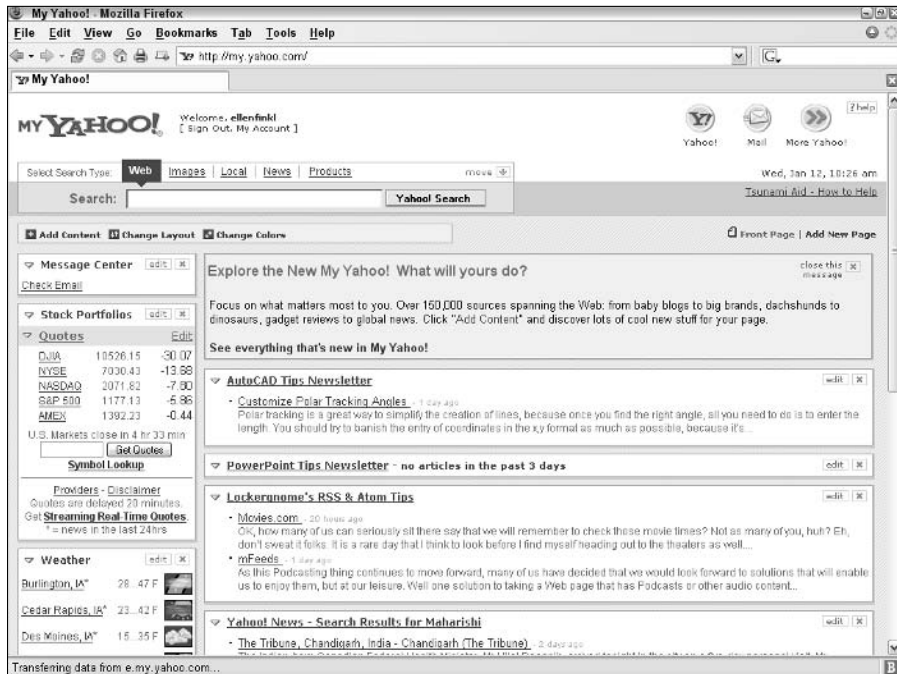 My Yahoo! - Mozilla Firefox
File Edit View Go Bookmarks Tab Tools Help
http://my.yahoo.com/
G
My Yahoo!
MY YAHOO!
Welcome, ellenfinkl
[ Sign Out, My Account ]
Yahoo!
Mail
More Yahoo!
? help
Select Search Type: Web Images Local News Products move
Wed, Jan 12, 10:26 am
Search:
Yahoo! Search
Tsunami Aid - How to Help
Add Content Change Layout Change Colors
Front Page | Add New Page
Message Center edit
Check Email
Stock Portfolios edit
Quotes Edit
DJIA 10526.15 -30.07
NYSE 7030.43 -13.68
NASDAQ 2071.82 -7.80
S&P 500 1177.13 -5.86
AMEX 1392.23 -0.44
U.S. Markets close in 4 hr 33 min
Get Quotes
Symbol Lookup
Providers - Disclaimer
Quotes are delayed 20 minutes.
Get Streaming Real-Time Quotes.
* = news in the last 24hrs
Weather edit
Burlington, IA* 28...47 F
Cedar Rapids, IA* 23...42 F
Des Moines, IA* 15...35 F
Explore the New My Yahoo! What will yours do?
close this message
Focus on what matters most to you. Over 150,000 sources spanning the Web: from baby blogs to big brands, dachshunds to
dinosaurs, gadget reviews to global news. Click "Add Content" and discover lots of cool new stuff for your page.
See everything that's new in My Yahoo!
AutoCAD Tips Newsletter edit
- Customize Polar Tracking Angles - 1 day ago
Polar tracking is a great way to simplify the creation of lines, because once you find the right angle, all you need to do is to enter the
length. You should try to banish the entry of coordinates in the x,y format as much as possible, because it's...
PowerPoint Tips Newsletter - no articles in the past 3 days edit
Lockergnome's RSS & Atom Tips edit
- Movies.com - 20 hours ago
OK, how many of us can seriously sit there say that we will remember to check those movie times? Not as many of you, huh? Eh,
don't sweat it folks. It is a rare day that I think to look before I find myself heading out to the theaters as well....
- mFeeds - 1 day ago
As this Podcasting thing continues to move forward, many of us have decided that we would look forward to solutions that will enable
us to enjoy them, but at our leisure. Well one solution to taking a Web page that has Podcasts or other audio content...
Yahoo! News - Search Results for Maharishi edit
- The Tribune, Chandigarh, India - Chandigarh (The Tribune) - 2 days ago
Transferring data from e.my.yahoo.com...